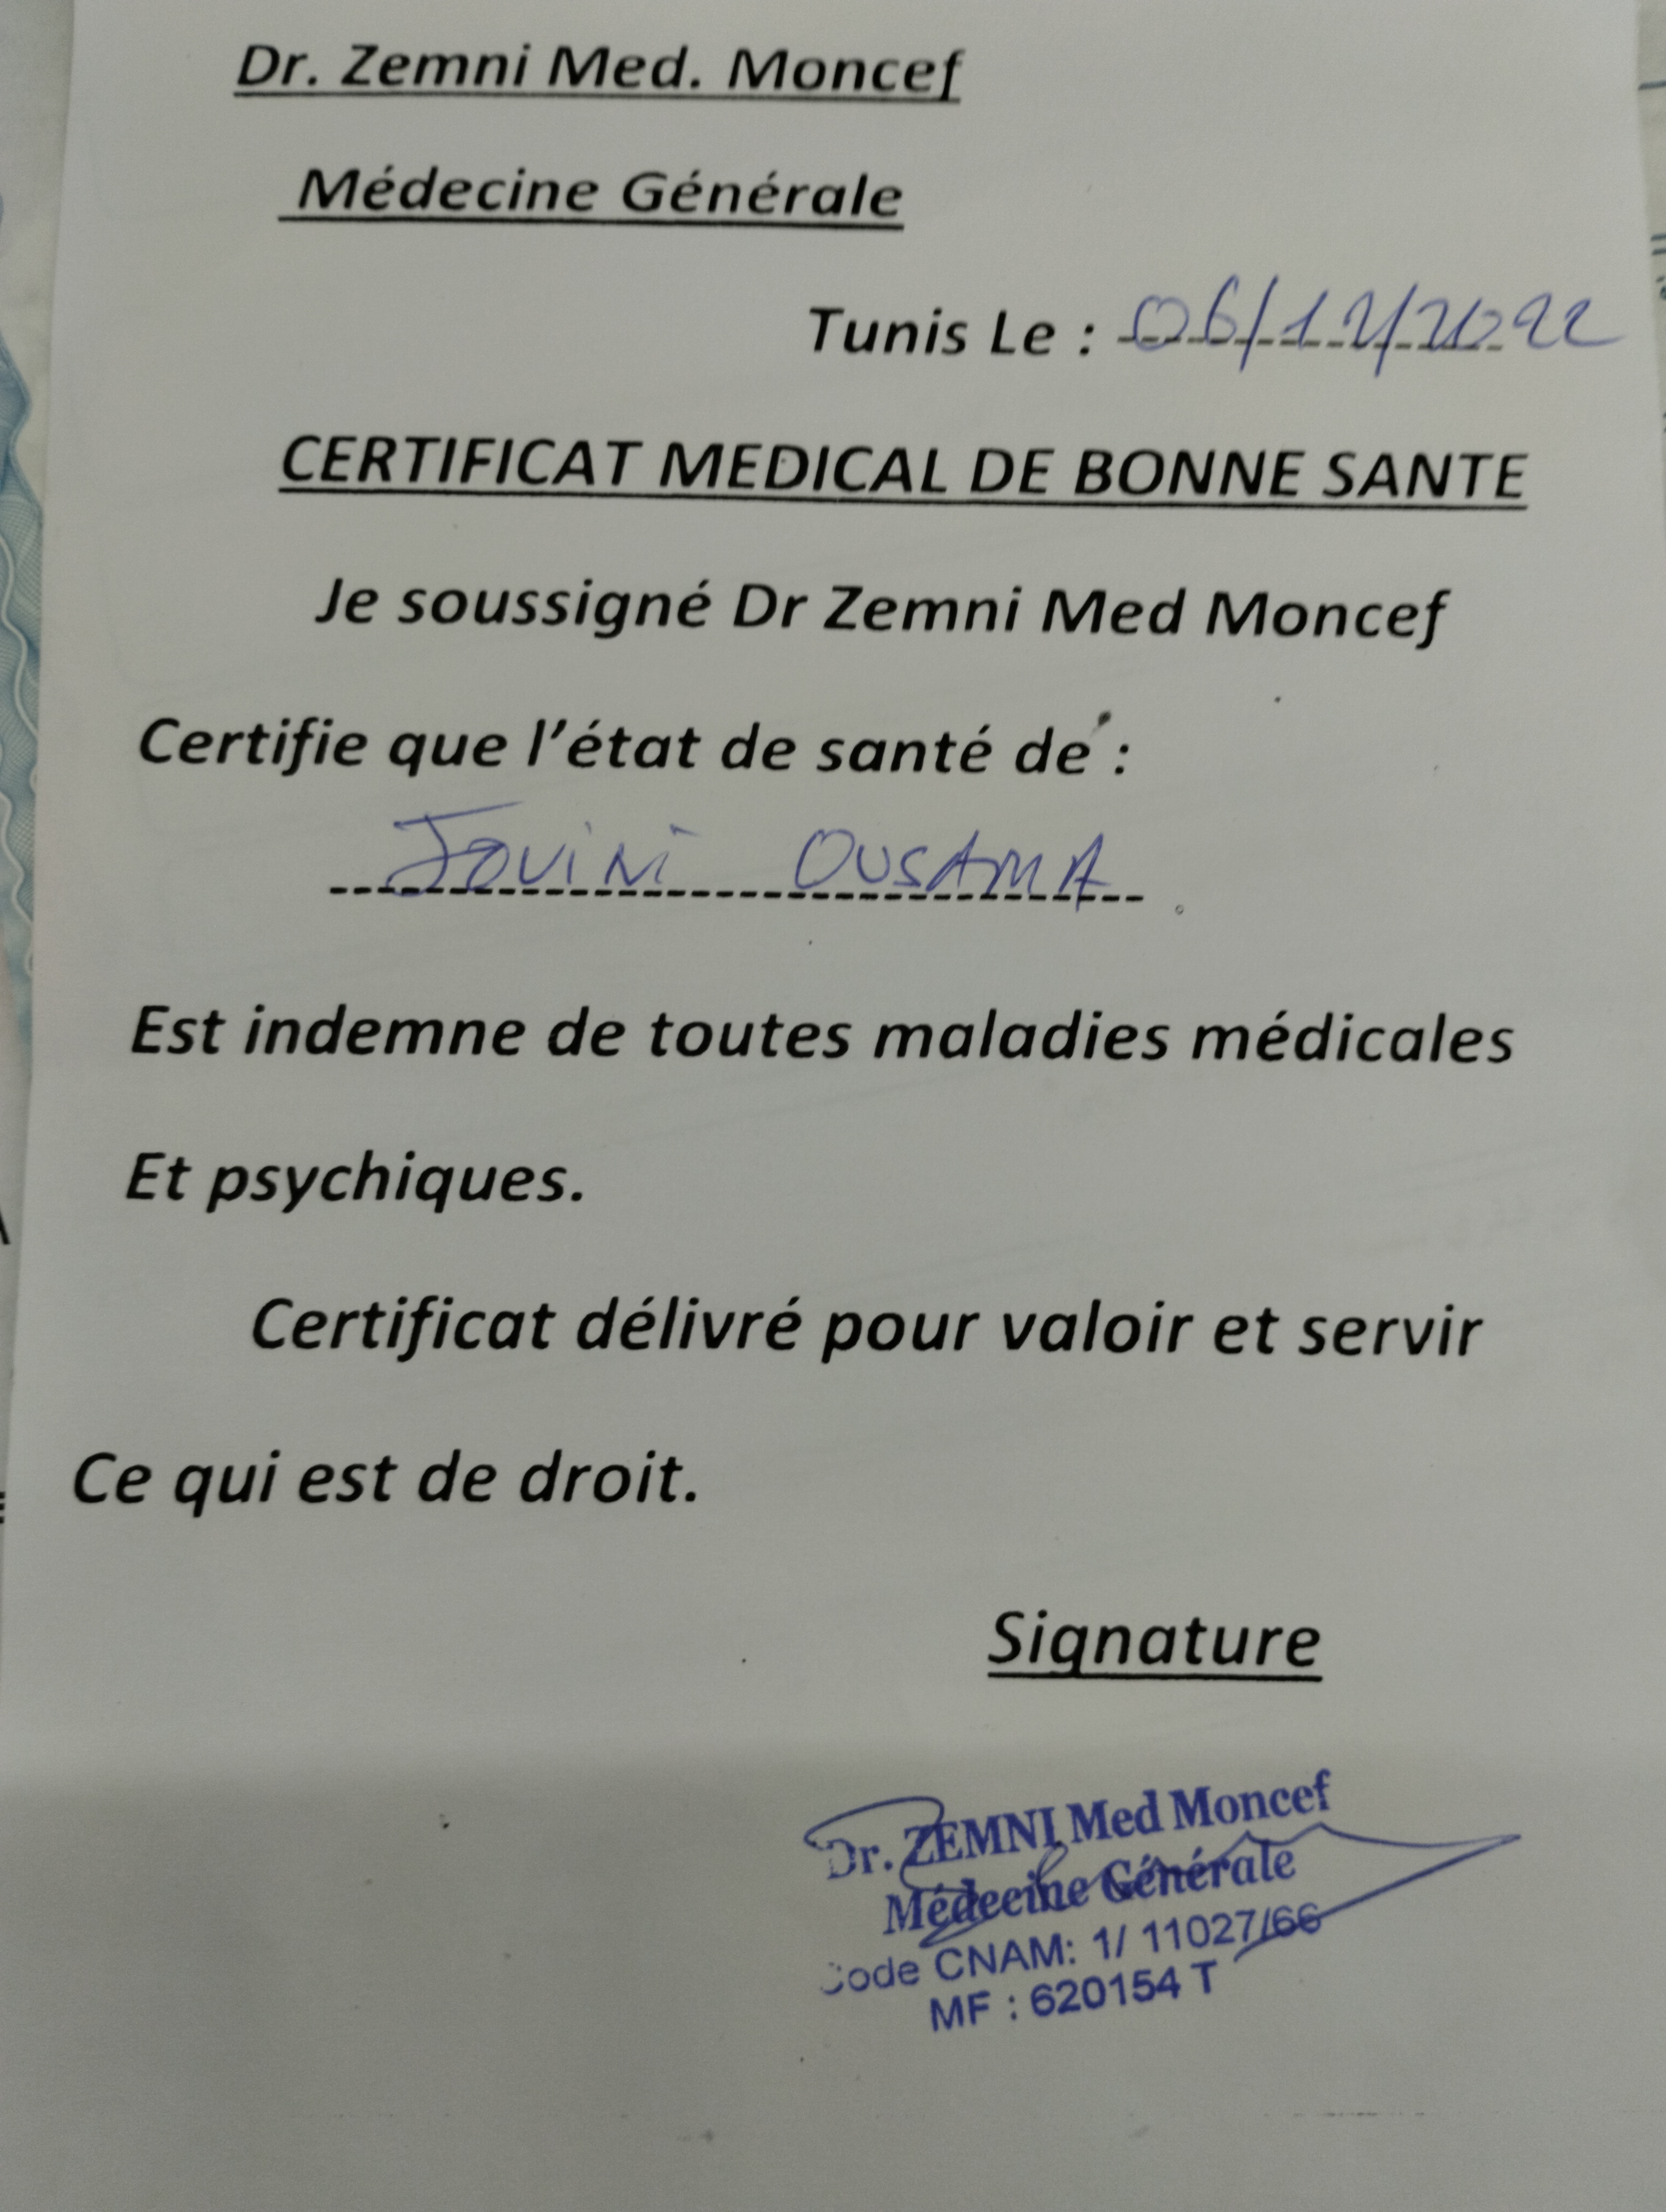 Dr. Zemni Med. Moncef
Médecine Générale
Tunis Le : 06/12/2022
CERTIFICAT MEDICAL DE BONNE SANTE
Je soussigné Dr Zemni Med Moncef
Certifie que l'état de santé de :
JOUINI OUSAMA
Est indemne de toutes maladies médicales
Et psychiques.
Certificat délivré pour valoir et servir
Ce qui est de droit.
Signature
Dr. ZEMNI Med Moncef
Médecine Générale
Code CNAM: 1/ 11027/66
MF : 620154 T